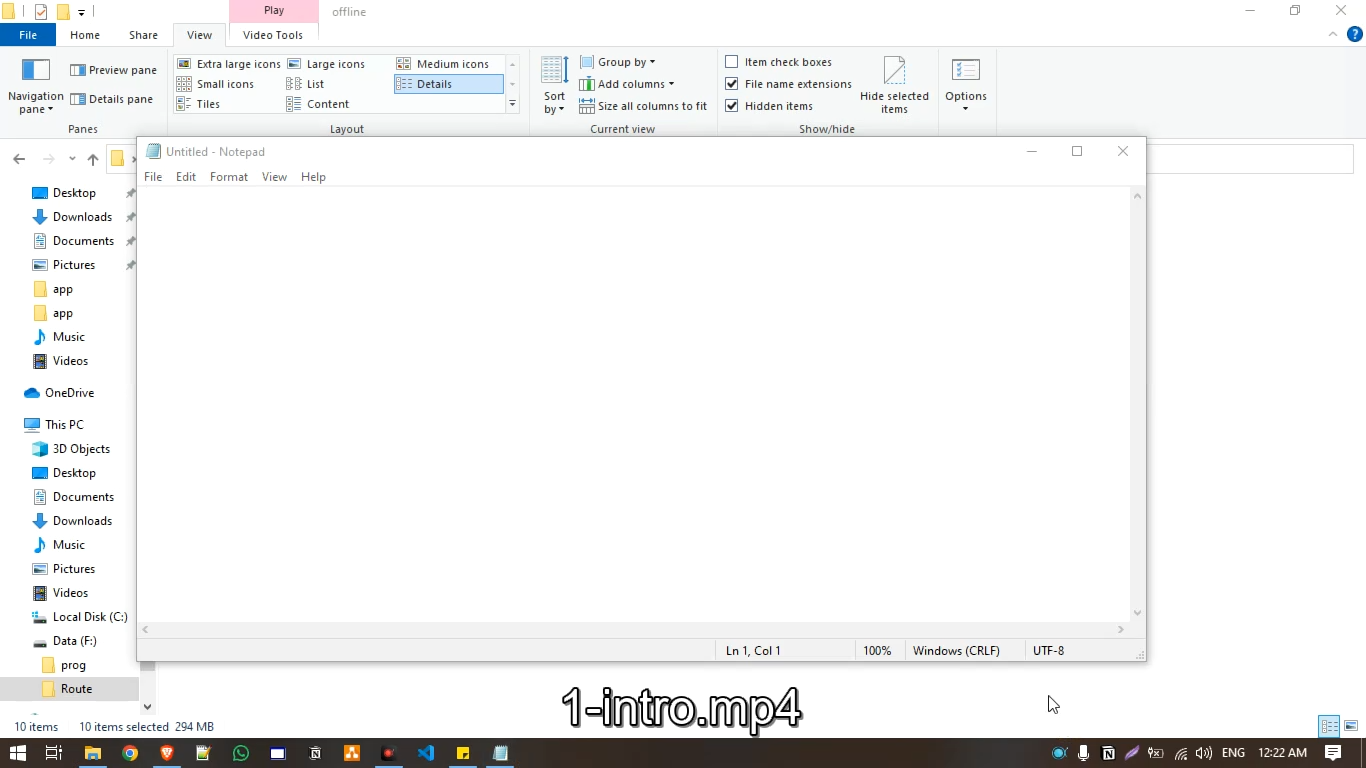 Play
offline
File
Home
Share
View
Video Tools
Navigation pane
Preview pane
Details pane
Panes
Extra large icons
Large icons
Medium icons
Small icons
List
Details
Tiles
Content
Layout
Sort by
Group by
Add columns
Size all columns to fit
Current view
Item check boxes
File name extensions
Hidden items
Hide selected items
Show/hide
Options
Untitled - Notepad
File
Edit
Format
View
Help
Desktop
Downloads
Documents
Pictures
app
app
Music
Videos
OneDrive
This PC
3D Objects
Desktop
Documents
Downloads
Music
Pictures
Videos
Local Disk (C:)
Data (F:)
prog
Route
Ln 1, Col 1
100%
Windows (CRLF)
UTF-8
1-intro.mp4
10 items
10 items selected 294 MB
ENG
12:22 AM